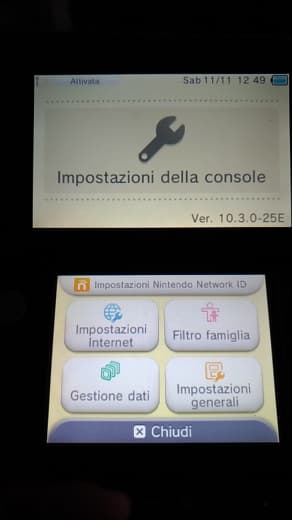 Attivata
Sab 11/11 12 49
Impostazioni della console
Ver. 10.3.0-25E
Impostazioni Nintendo Network ID
Impostazioni
Internet
Filtro famiglia
Gestione dati
Impostazioni
generali
X Chiudi